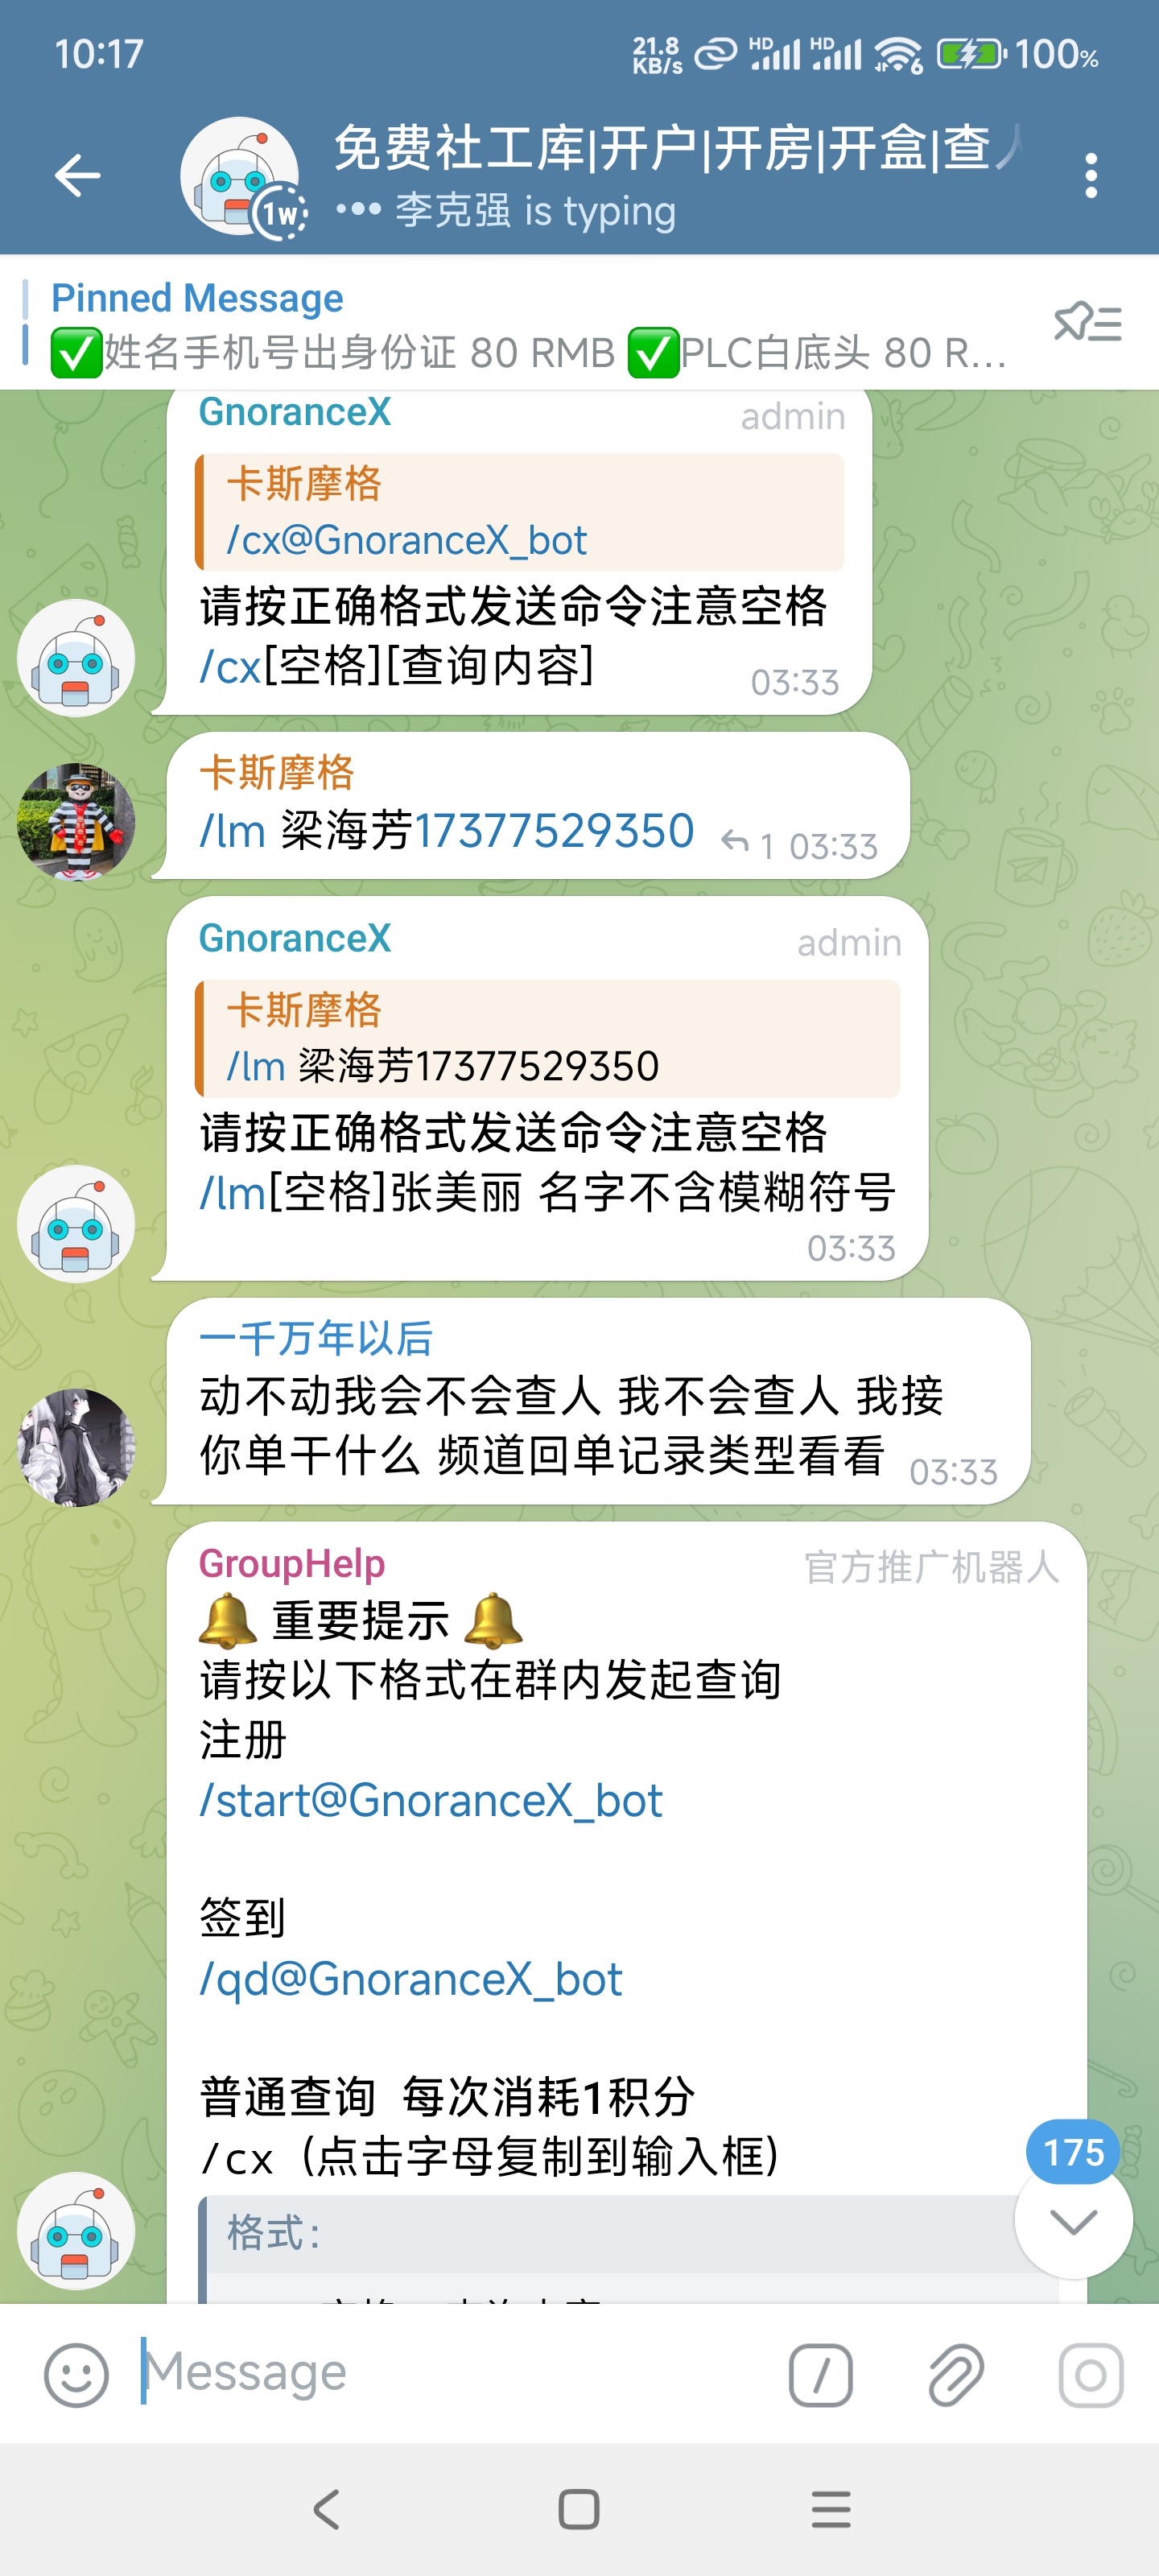 10:17
21.8 KB/s
HD HD 6 100%
免费社工库|开户|开房|开盒|查
李克强 is typing
1w
Pinned Message
✅姓名手机号出身份证 80 RMB ✅PLC白底头 80 R...
GnoranceX admin
卡斯摩格
/cx@GnoranceX_bot
请按正确格式发送命令注意空格
/cx[空格][查询内容]
03:33
卡斯摩格
/lm 梁海芳17377529350
1 03:33
GnoranceX admin
卡斯摩格
/lm 梁海芳17377529350
请按正确格式发送命令注意空格
/lm[空格]张美丽 名字不含模糊符号
03:33
一千万年以后
动不动我会不会查人 我不会查人 我接
你单干什么 频道回单记录类型看看
03:33
GroupHelp 官方推广机器人
🔔 重要提示 🔔
请按以下格式在群内发起查询
注册
/start@GnoranceX_bot
签到
/qd@GnoranceX_bot
普通查询 每次消耗1积分
/cx (点击字母复制到输入框)
175
格式:
Message